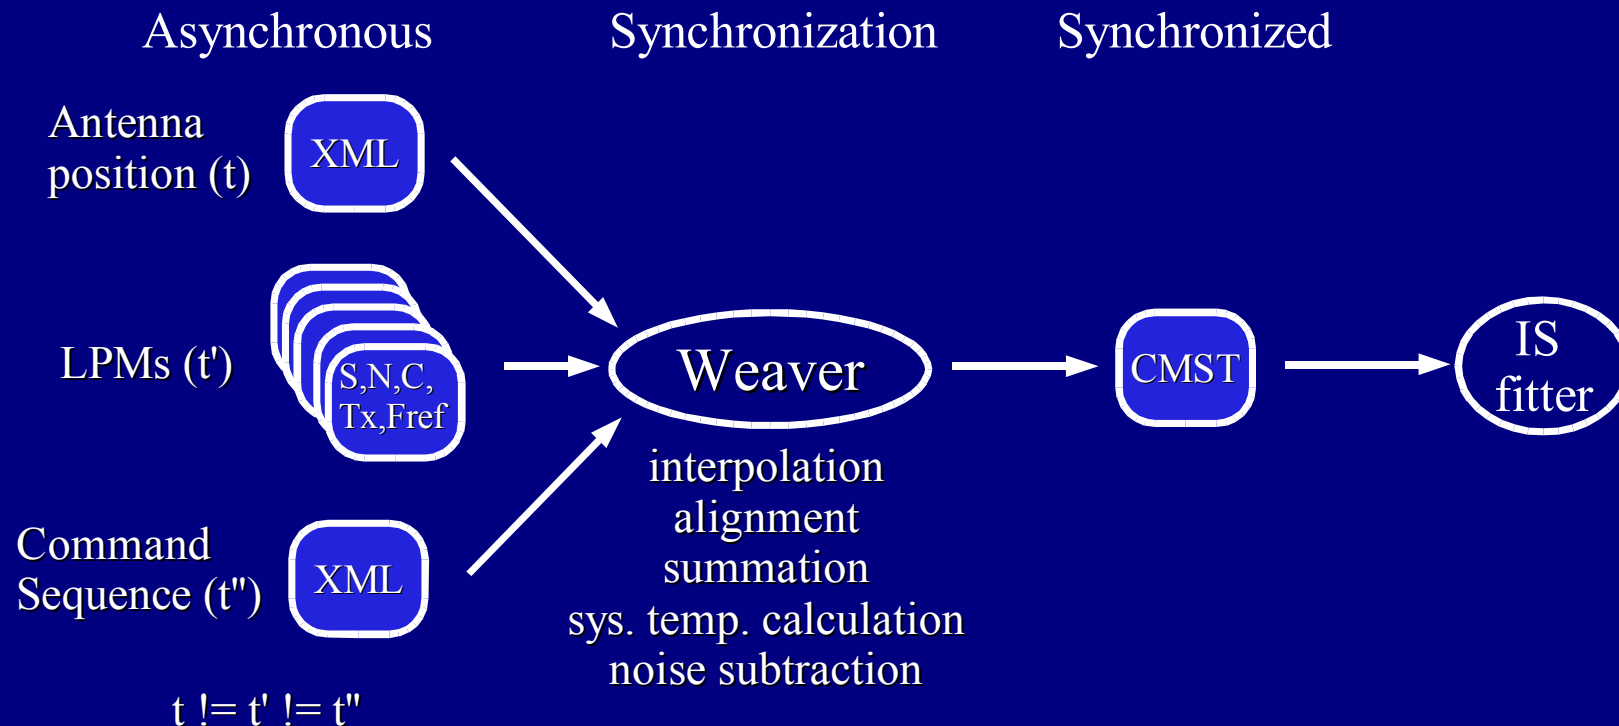 Asynchronous
Synchronization
Synchronized
Antenna
position (t)
XML
LPMs (t')
S,N,C,
Tx,Fref
Command
Sequence (t")
XML
t != t' != t"
Weaver
interpolation
alignment
summation
sys. temp. calculation
noise subtraction
CMST
IS
fitter